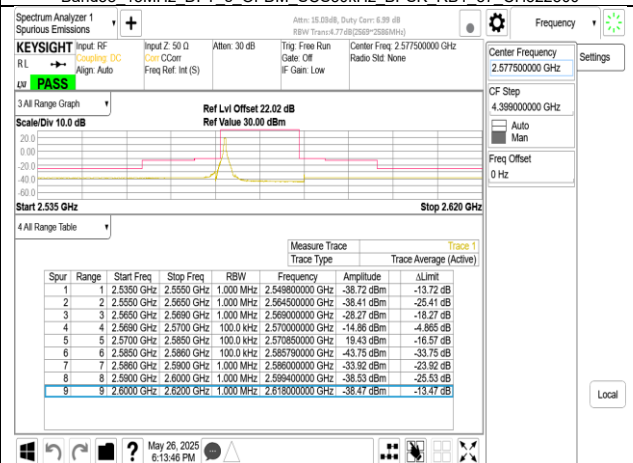 Spectrum Analyzer 1
Spurious Emissions
Attn: 15.03dB, Duty Corr: 6.99 dB
RBW Trans:4.77dB(2569~2586MHz)
Frequency
KEYSIGHT
RL
LXI
PASS
Input: RF
Coupling: DC
Align: Auto
Input Z: 50 Ω
Corr CCorr
Freq Ref: Int (S)
Atten: 30 dB
Trig: Free Run
Gate: Off
IF Gain: Low
Center Freq: 2.577500000 GHz
Radio Std: None
Center Frequency
2.577500000 GHz
Settings
CF Step
4.399000000 GHz
Auto
Man
Freq Offset
0 Hz
Local
3 All Range Graph
Scale/Div 10.0 dB
Ref Lvl Offset 22.02 dB
Ref Value 30.00 dBm
20.0
0.00
-20.0
-40.0
-60.0
Start 2.535 GHz
Stop 2.620 GHz
4 All Range Table
Measure Trace Trace 1
Trace Type Trace Average (Active)
Spur Range Start Freq Stop Freq RBW Frequency Amplitude ΔLimit
1 1 2.5350 GHz 2.5550 GHz 1.000 MHz 2.549800000 GHz -38.72 dBm -13.72 dB
2 2 2.5550 GHz 2.5650 GHz 1.000 MHz 2.564500000 GHz -38.41 dBm -25.41 dB
3 3 2.5650 GHz 2.5690 GHz 1.000 MHz 2.569000000 GHz -28.27 dBm -18.27 dB
4 4 2.5690 GHz 2.5700 GHz 100.0 kHz 2.570000000 GHz -14.86 dBm -4.865 dB
5 5 2.5700 GHz 2.5850 GHz 100.0 kHz 2.570850000 GHz 19.43 dBm -16.57 dB
6 6 2.5850 GHz 2.5860 GHz 100.0 kHz 2.585790000 GHz -43.75 dBm -33.75 dB
7 7 2.5860 GHz 2.5900 GHz 1.000 MHz 2.586000000 GHz -33.92 dBm -23.92 dB
8 8 2.5900 GHz 2.6000 GHz 1.000 MHz 2.599400000 GHz -38.53 dBm -25.53 dB
9 9 2.6000 GHz 2.6200 GHz 1.000 MHz 2.618000000 GHz -38.47 dBm -13.47 dB
May 26, 2025
6:13:46 PM